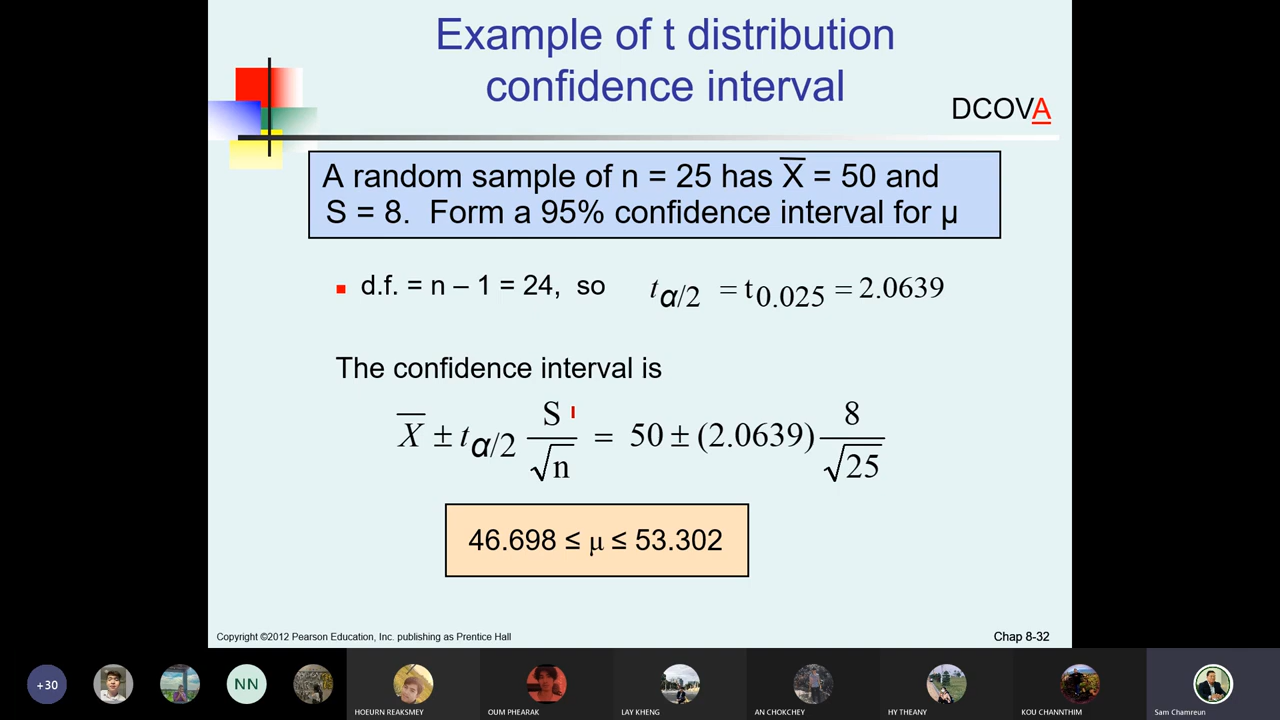 Example of t distribution
confidence interval
DCOVA
A random sample of n = 25 has X̅ = 50 and
S = 8. Form a 95% confidence interval for μ
d.f. = n – 1 = 24, so tα/2 = t0.025 = 2.0639
The confidence interval is
X̅ ± tα/2 S/√n = 50 ± (2.0639) 8/√25
46.698 ≤ μ ≤ 53.302
Copyright ©2012 Pearson Education, Inc. publishing as Prentice Hall
Chap 8-32
+30
NN
HOEURN REAKSMEY
OUM PHEARAK
LAY KHENG
AN CHOKCHEY
HY THEANY
KOU CHANNTHIM
Sam Chamreun